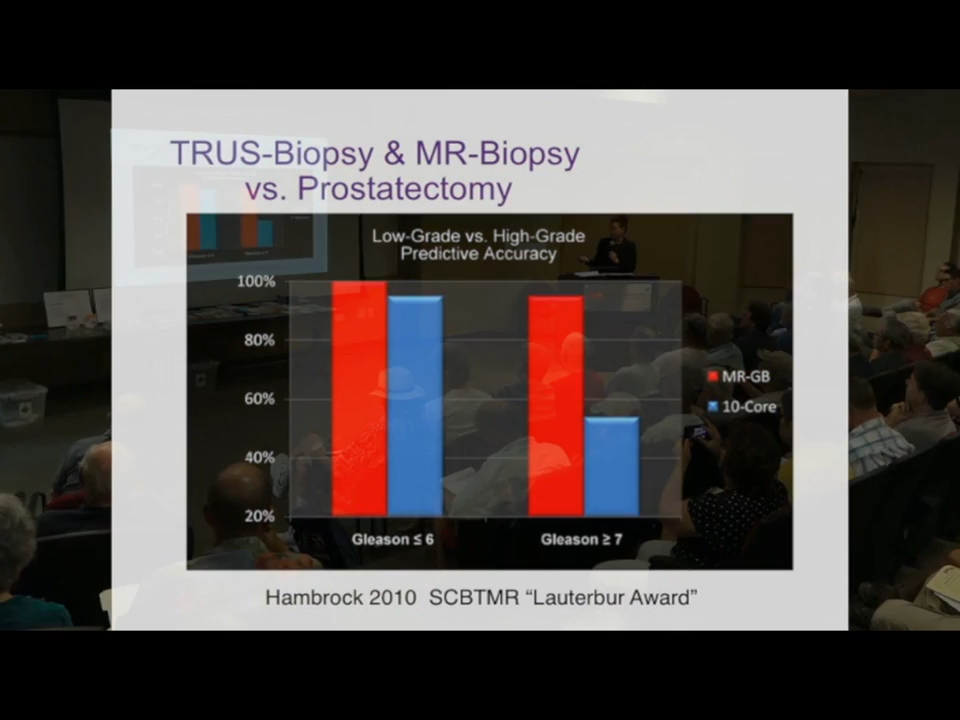 TRUS-Biopsy & MR-Biopsy
vs. Prostatectomy
Low-Grade vs. High-Grade
Predictive Accuracy
100%
80%
60%
40%
20%
MR-GB
10-Core
Gleason ≤ 6
Gleason ≥ 7
Hambrock 2010 SCBTMR “Lauterbur Award”